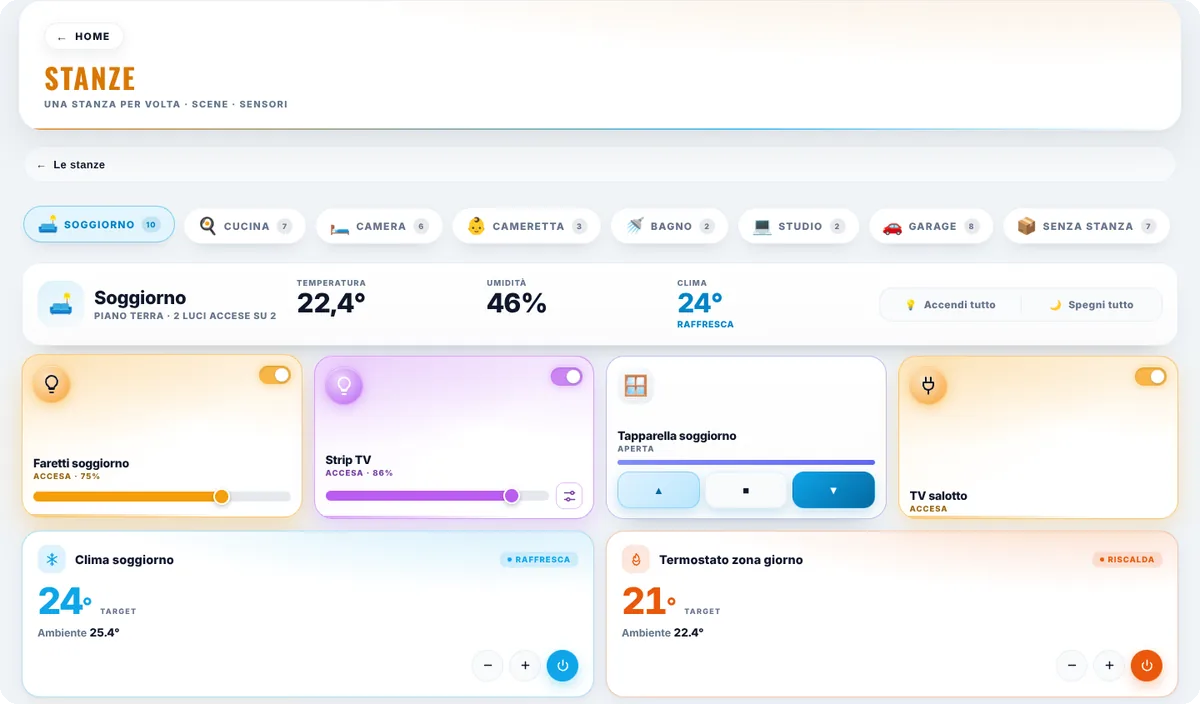 ← HOME
STANZE
UNA STANZA PER VOLTA · SCENE · SENSORI
← Le stanze
SOGGIORNO 10
CUCINA 7
CAMERA 6
CAMERETTA 3
BAGNO 2
STUDIO 2
GARAGE 8
SENZA STANZA 7
Soggiorno
PIANO TERRA · 2 LUCI ACCESE SU 2
TEMPERATURA
22,4°
UMIDITÀ
46%
CLIMA
24°
RAFFRESCA
Accendi tutto
Spegni tutto
Faretti soggiorno
ACCESA · 75%
Strip TV
ACCESA · 86%
Tapparella soggiorno
APERTA
▲ ■ ▼
TV salotto
ACCESA
Clima soggiorno
• RAFFRESCA
24° TARGET
Ambiente 25.4°
− +
Termostato zona giorno
• RISCALDA
21° TARGET
Ambiente 22.4°
− +